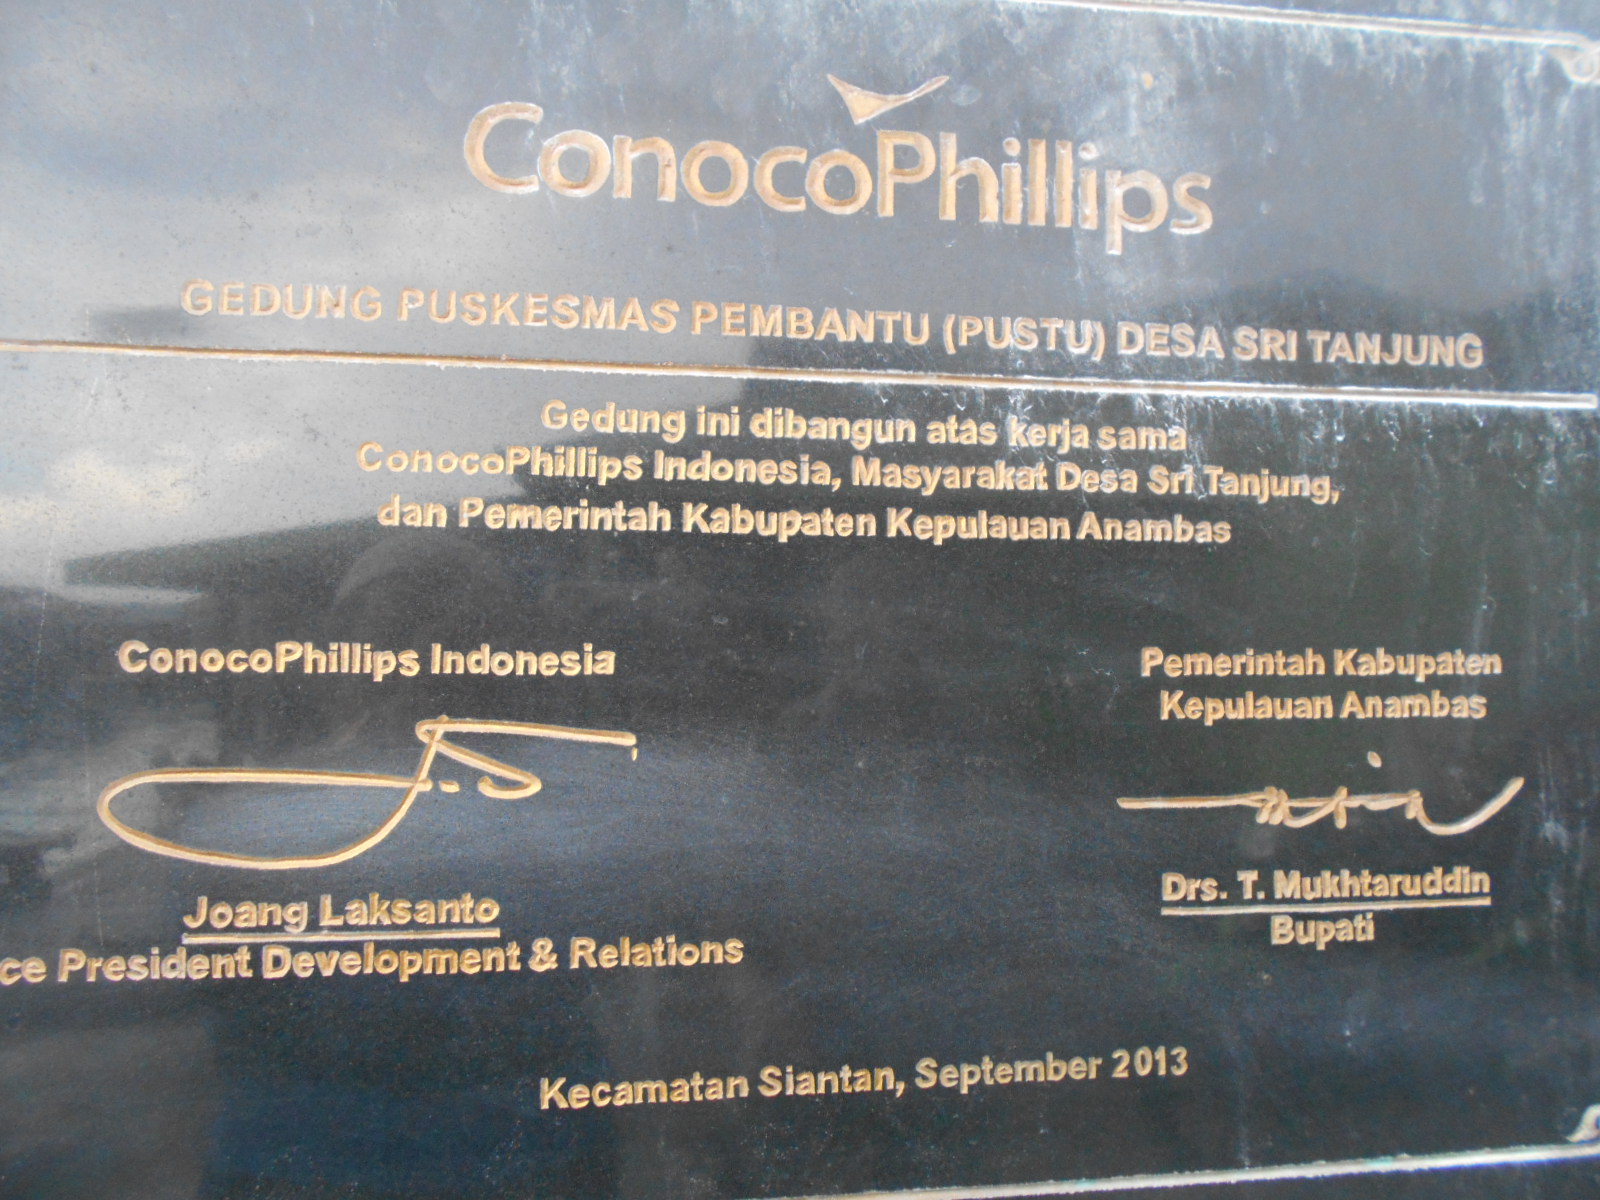 ConocoPhillips
GEDUNG PUSKESMAS PEMBANTU (PUSTU) DESA SRI TANJUNG
Gedung ini dibangun atas kerja sama
ConocoPhillips Indonesia, Masyarakat Desa Sri Tanjung,
dan Pemerintah Kabupaten Kepulauan Anambas
ConocoPhillips Indonesia
Joang Laksanto
ce President Development & Relations
Pemerintah Kabupaten
Kepulauan Anambas
Drs. T. Mukhtaruddin
Bupati
Kecamatan Siantan, September 2013